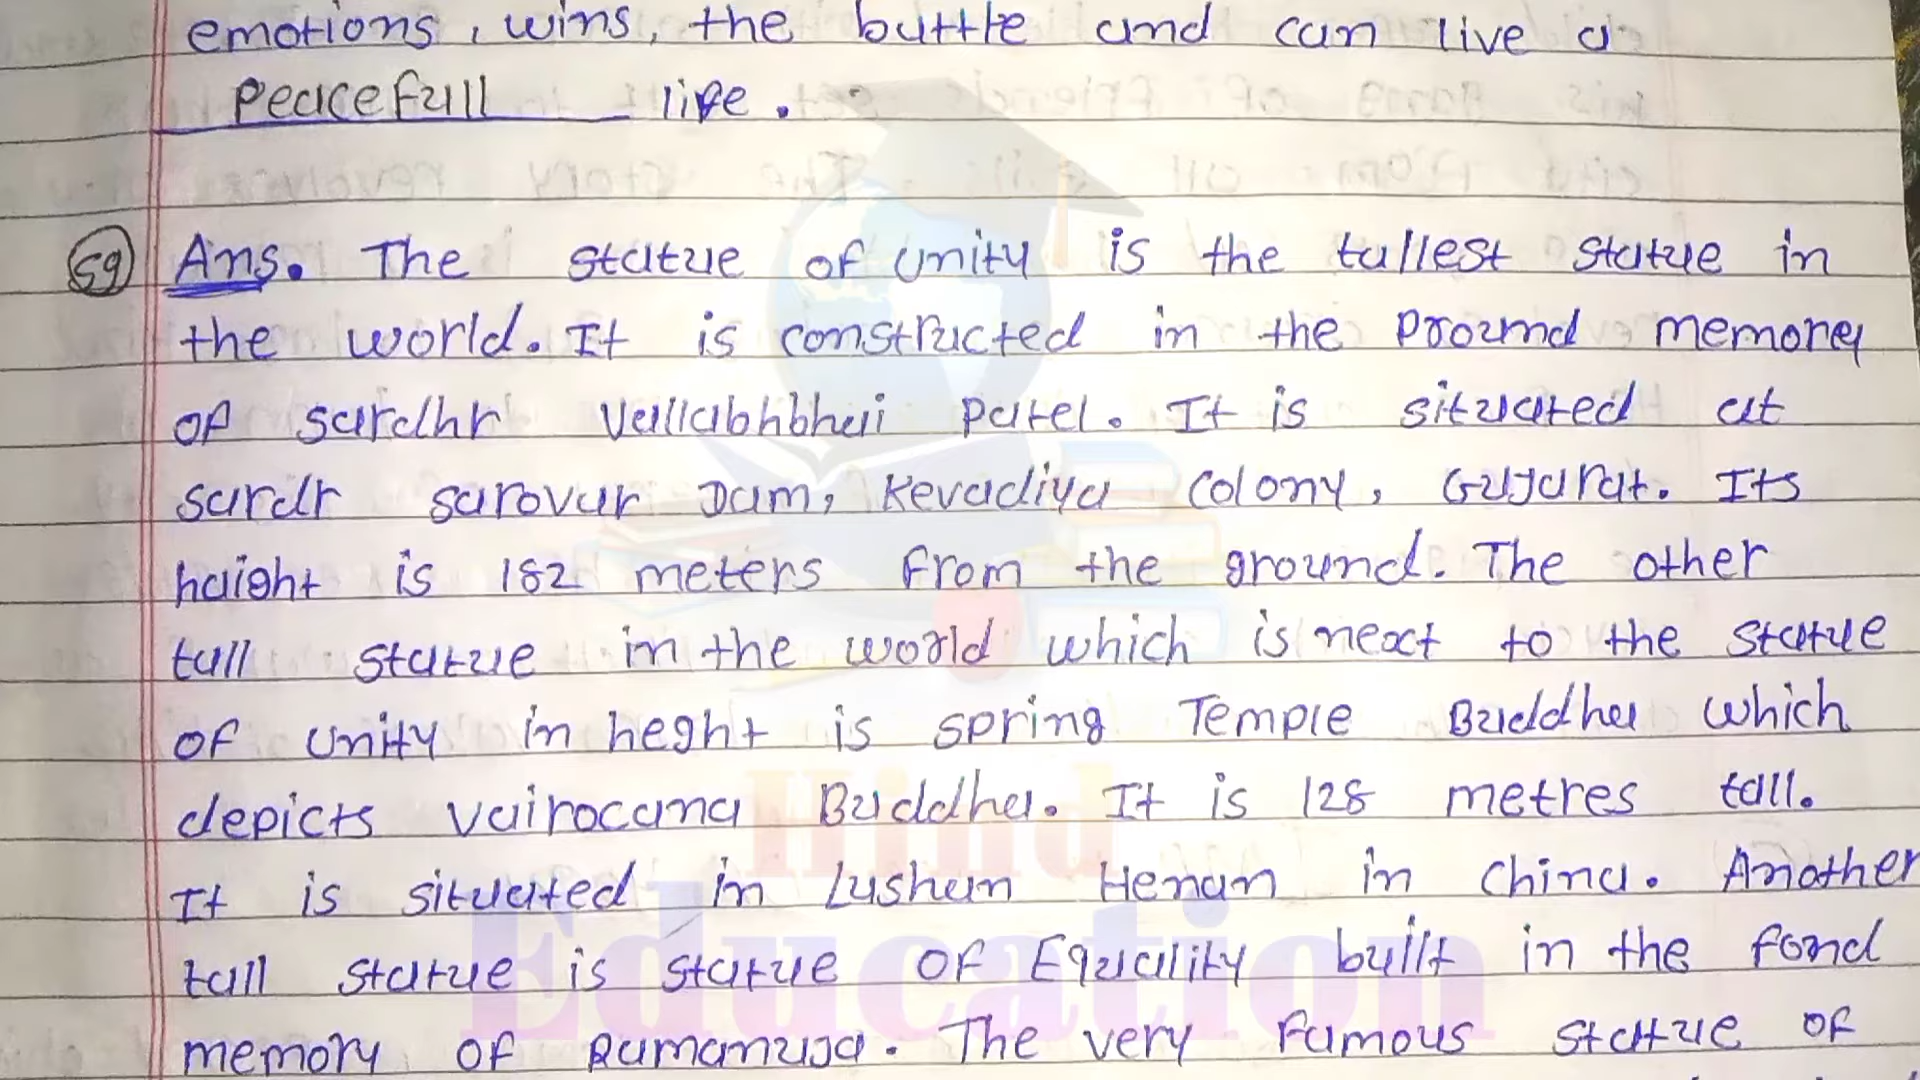 emotions, wins, the battle and can live a
Peacefull life.
59 Ans. The statue of unity is the tallest statue in
the world. It is constructed in the Pround memorey
of sardhr Vallabhbhai patel. It is situated at
sardr sarovar Dam, Kevadiya Colony, Gujarat. Its
haight is 182 meters from the ground. The other
tall statue in the world which is next to the statue
of unity in heght is spring Temple Buddha which
depicts vairocana Buddha. It is 128 metres tall.
It is situated in Lushan Henan in China. Another
tall statue is statue of Equality built in the fond
memory of Ramanuja. The very famous statue of
Hind
Education